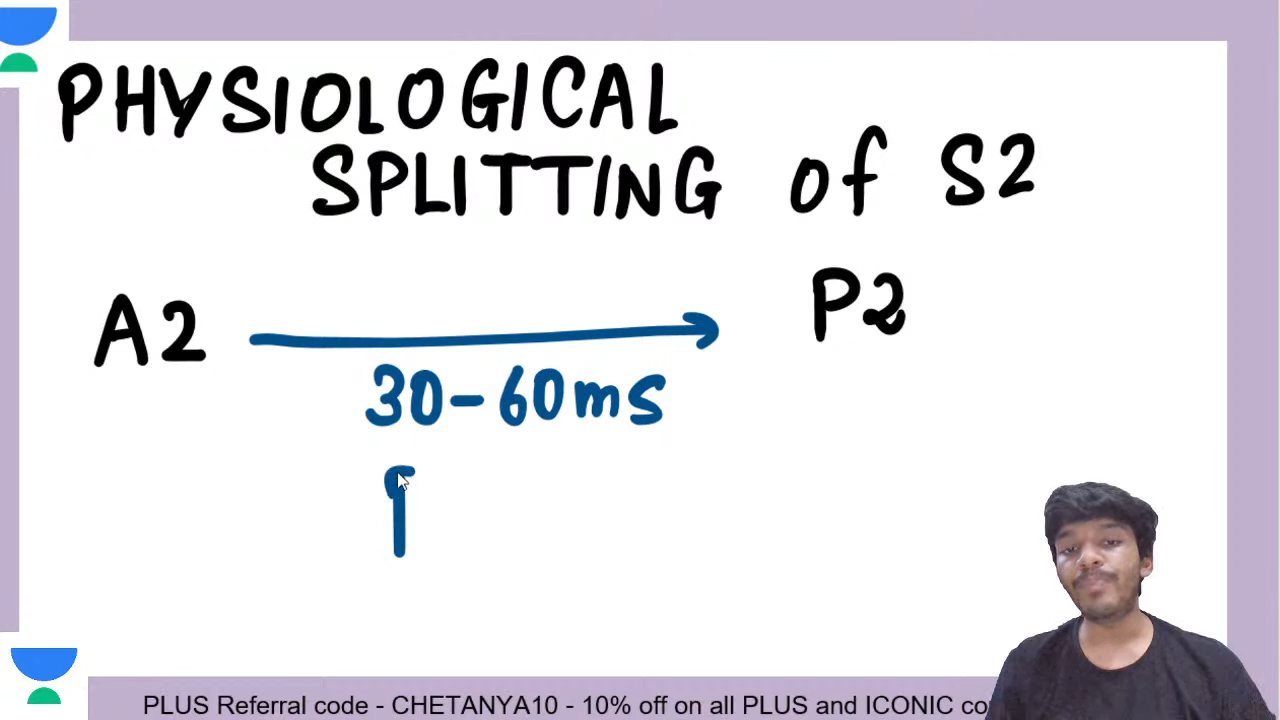 PHYSIOLOGICAL
SPLITTING of S2
A2
P2
30-60ms
PLUS Referral code - CHETANYA10 - 10% off on all PLUS and ICONIC